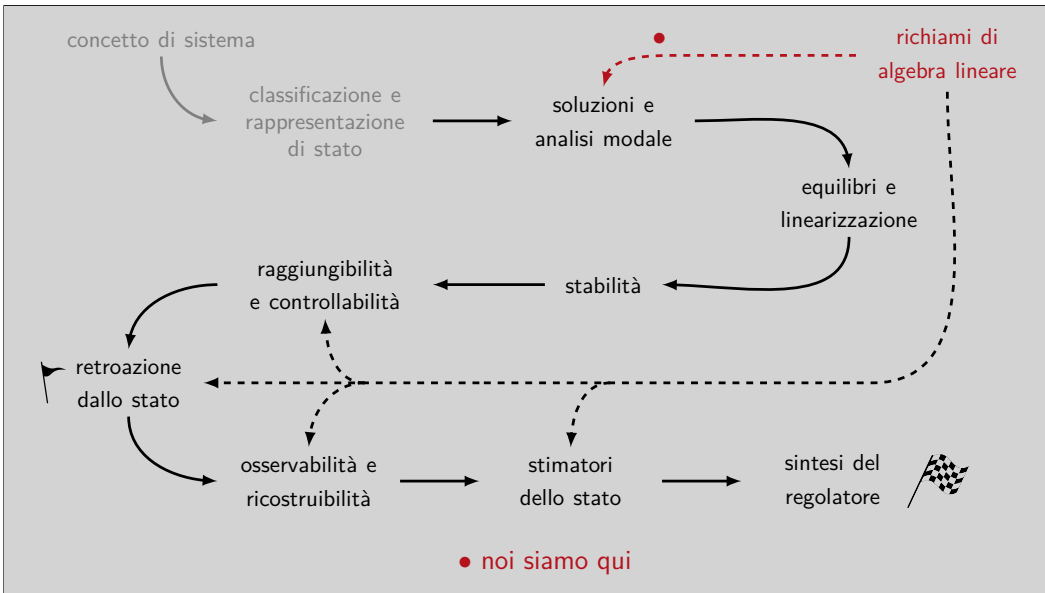 concetto di sistema
classificazione e
rappresentazione
di stato
soluzioni e
analisi modale
richiami di
algebra lineare
equilibri e
linearizzazione
stabilità
raggiungibilità
e controllabilità
retroazione
dallo stato
osservabilità e
ricostruibilità
stimatori
dello stato
sintesi del
regolatore
• noi siamo qui